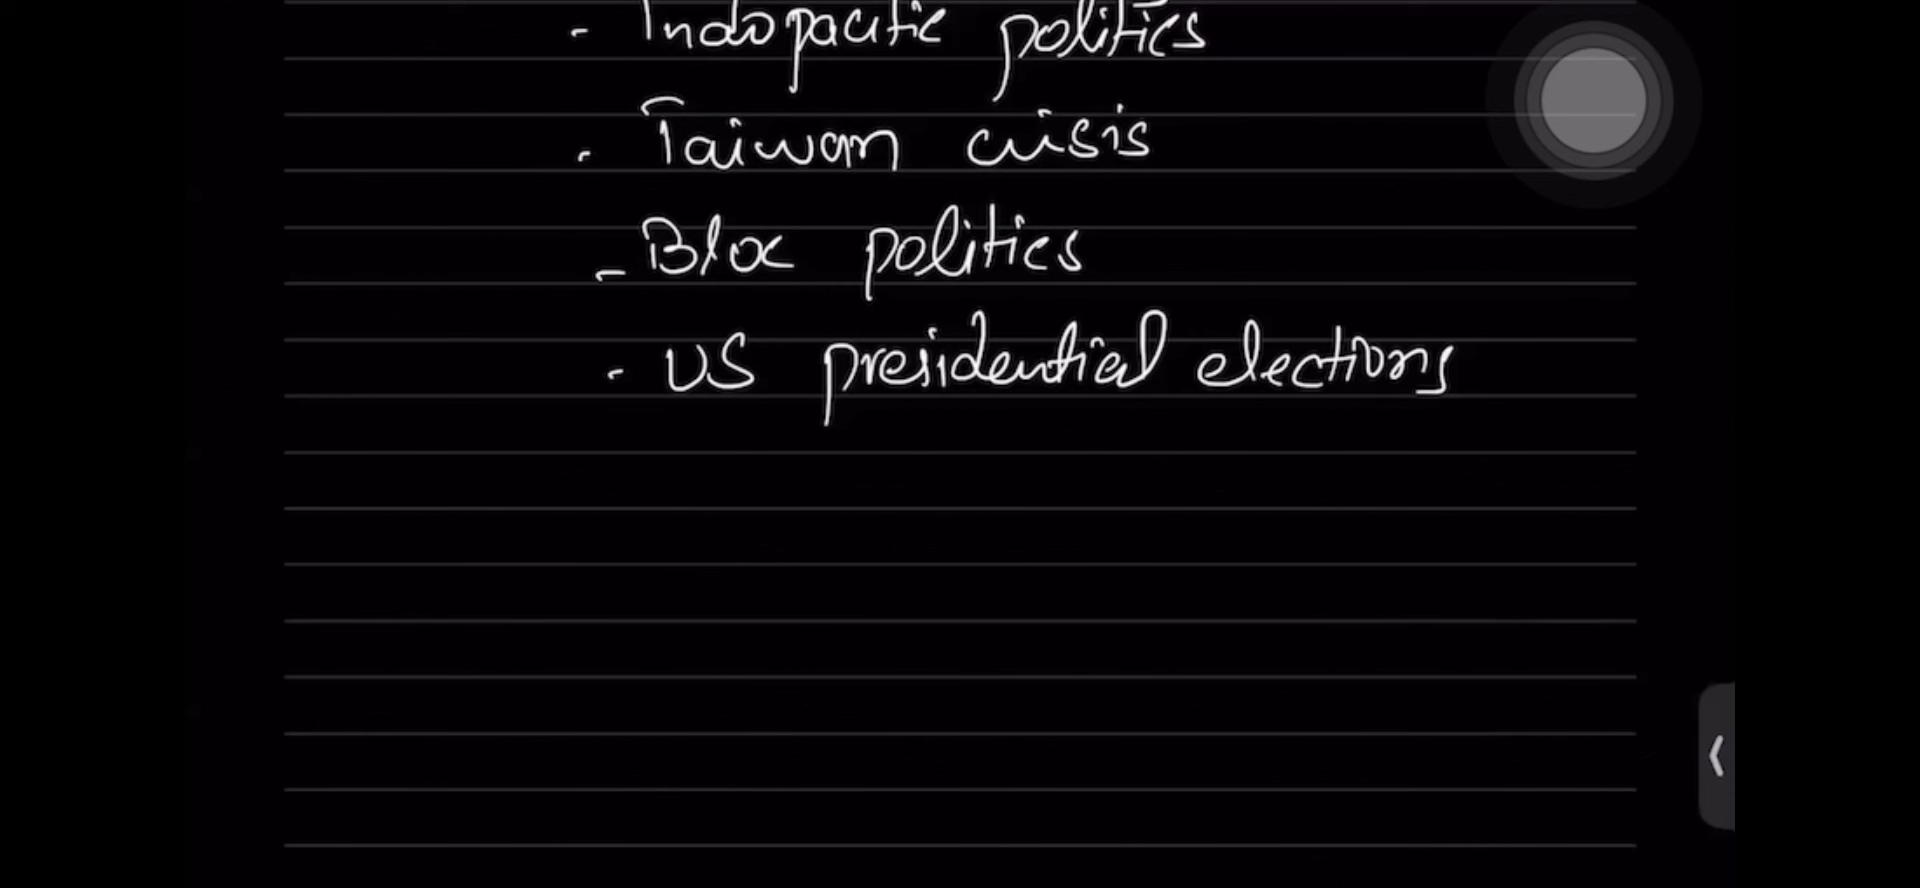 - Indopacific politics
- Taiwan crisis
- Bloc politics
- US presidential elections